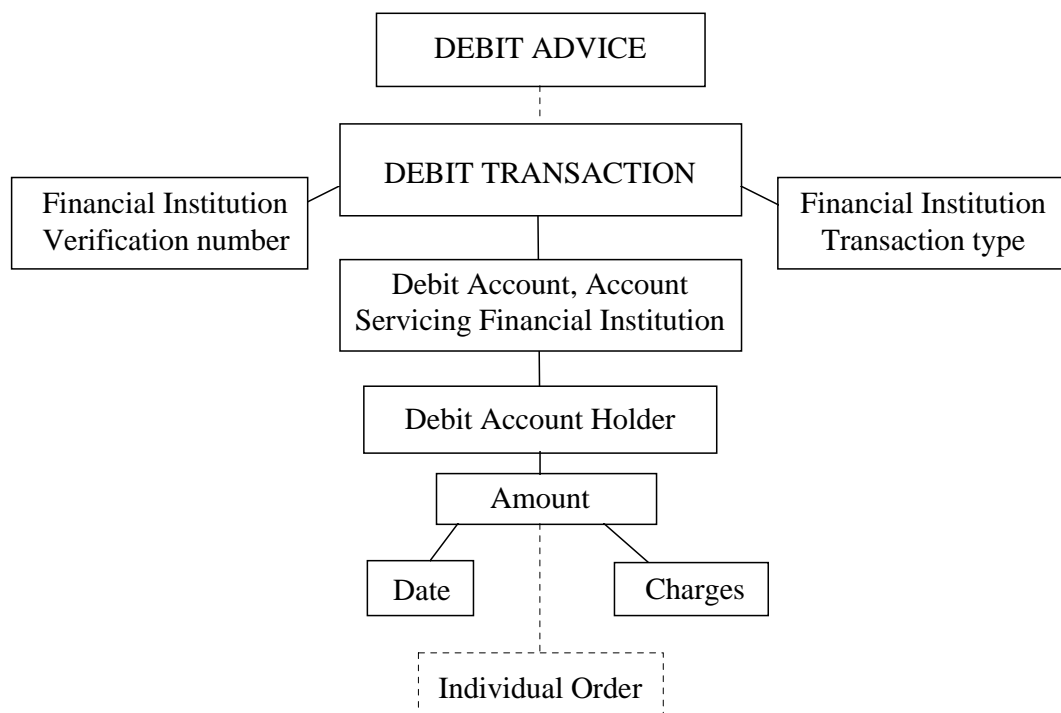 DEBIT ADVICE
DEBIT TRANSACTION
Financial Institution
Verification number
Financial Institution
Transaction type
Debit Account, Account
Servicing Financial Institution
Debit Account Holder
Amount
Date
Charges
Individual Order